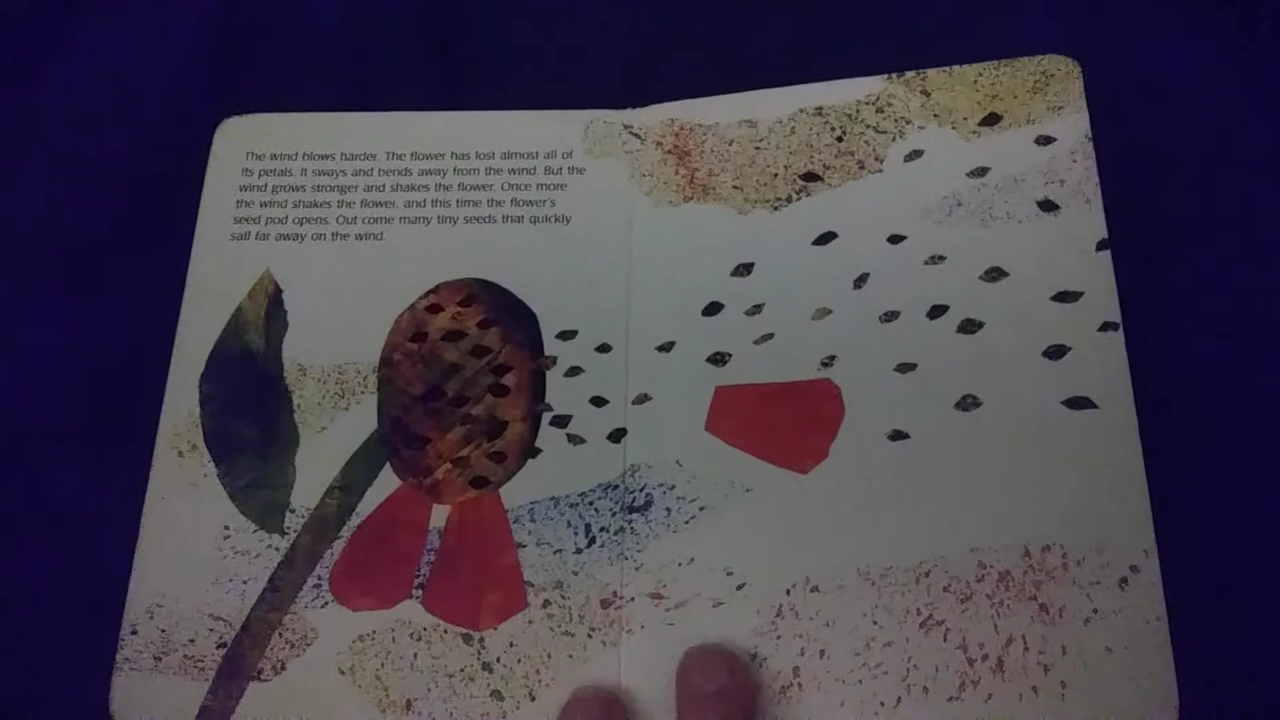 The wind blows harder. The flower has lost almost all of
its petals. It sways and bends away from the wind. But the
wind grows stronger and shakes the flower. Once more
the wind shakes the flower, and this time the flower's
seed pod opens. Out come many tiny seeds that quickly
sail far away on the wind.